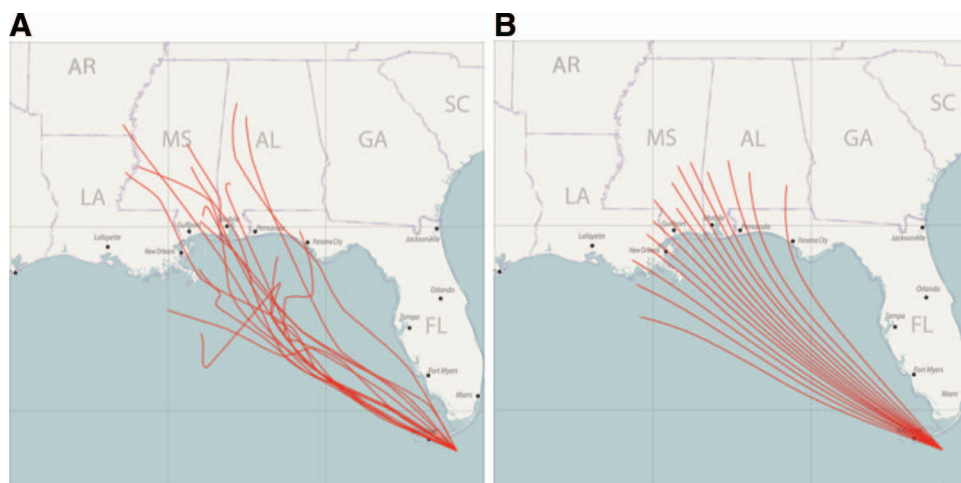 A
AR
SC
MS
AL
GA
LA
Gulfport
Mobile
Pensacola
Lafayette
New Orleans
Panama City
Jacksonville
Orlando
Tampa
FL
Fort Myers
Miami
B
AR
SC
MS
AL
GA
LA
Gulfport
Mobile
Pensacola
Lafayette
New Orleans
Panama City
Jacksonville
Orlando
Tampa
FL
Fort Myers
Miami